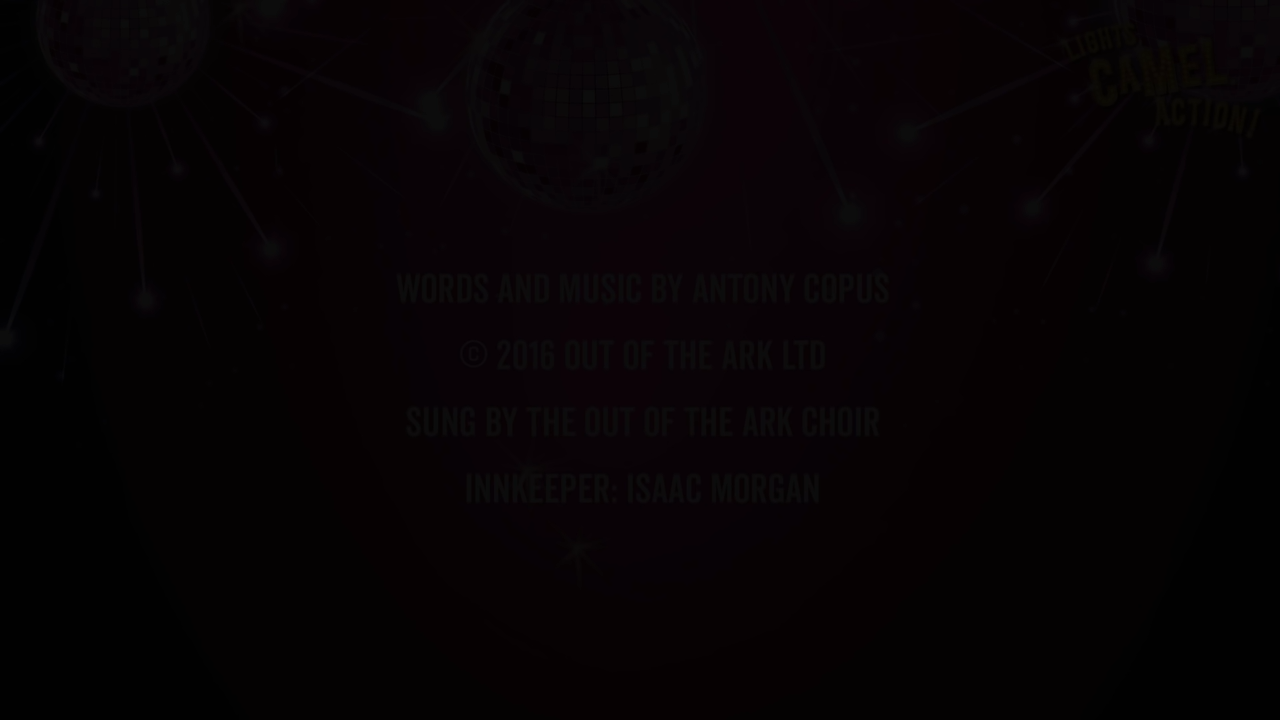 LIGHTS
CAMEL
ACTION!
WORDS AND MUSIC BY ANTONY COPUS
© 2016 OUT OF THE ARK LTD
SUNG BY THE OUT OF THE ARK CHOIR
INNKEEPER: ISAAC MORGAN